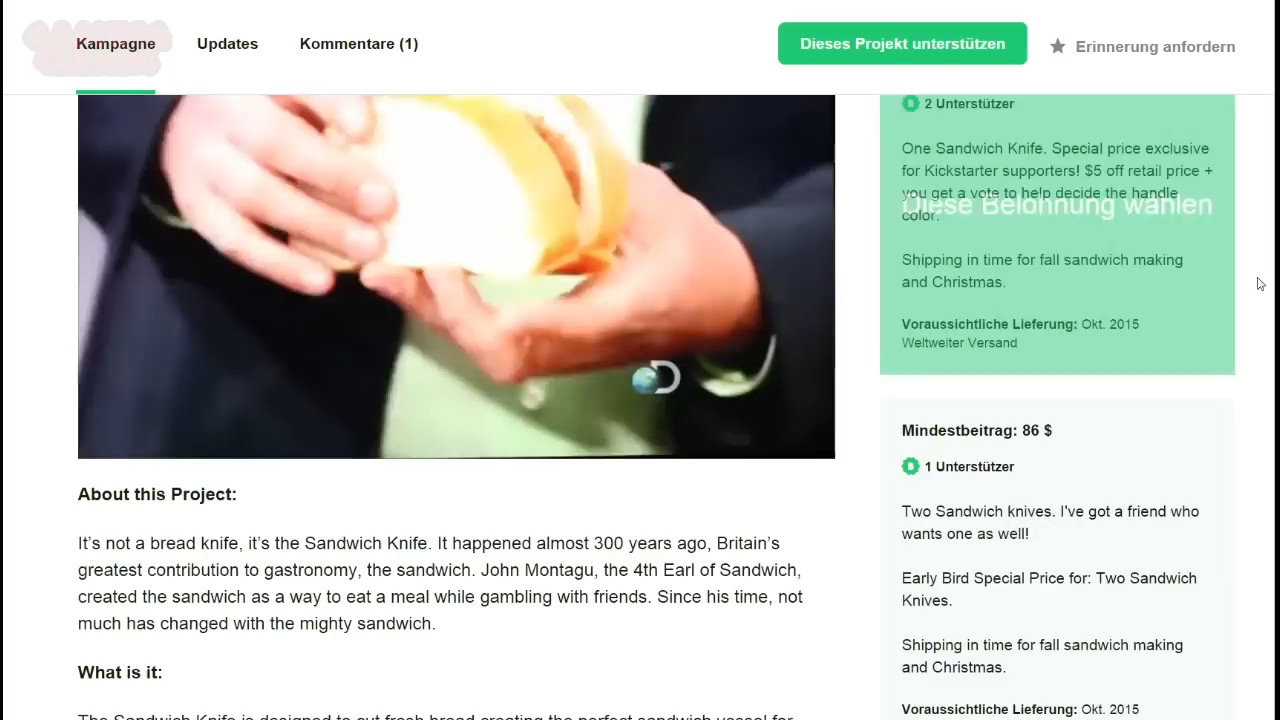 Kampagne
Updates
Kommentare (1)
Dieses Projekt unterstützen
Erinnerung anfordern
2 Unterstützer
One Sandwich Knife. Special price exclusive
for Kickstarter supporters! $5 off retail price +
you get a vote to help decide the handle
color.
Diese Belohnung wählen
Shipping in time for fall sandwich making
and Christmas.
Voraussichtliche Lieferung: Okt. 2015
Weltweiter Versand
Mindestbeitrag: 86 $
1 Unterstützer
Two Sandwich knives. I've got a friend who
wants one as well!
Early Bird Special Price for: Two Sandwich
Knives.
Shipping in time for fall sandwich making
and Christmas.
Voraussichtliche Lieferung: Okt. 2015
About this Project:
It’s not a bread knife, it’s the Sandwich Knife. It happened almost 300 years ago, Britain’s
greatest contribution to gastronomy, the sandwich. John Montagu, the 4th Earl of Sandwich,
created the sandwich as a way to eat a meal while gambling with friends. Since his time, not
much has changed with the mighty sandwich.
What is it:
The Sandwich Knife is designed to cut fresh bread creating the perfect sandwich vessel for